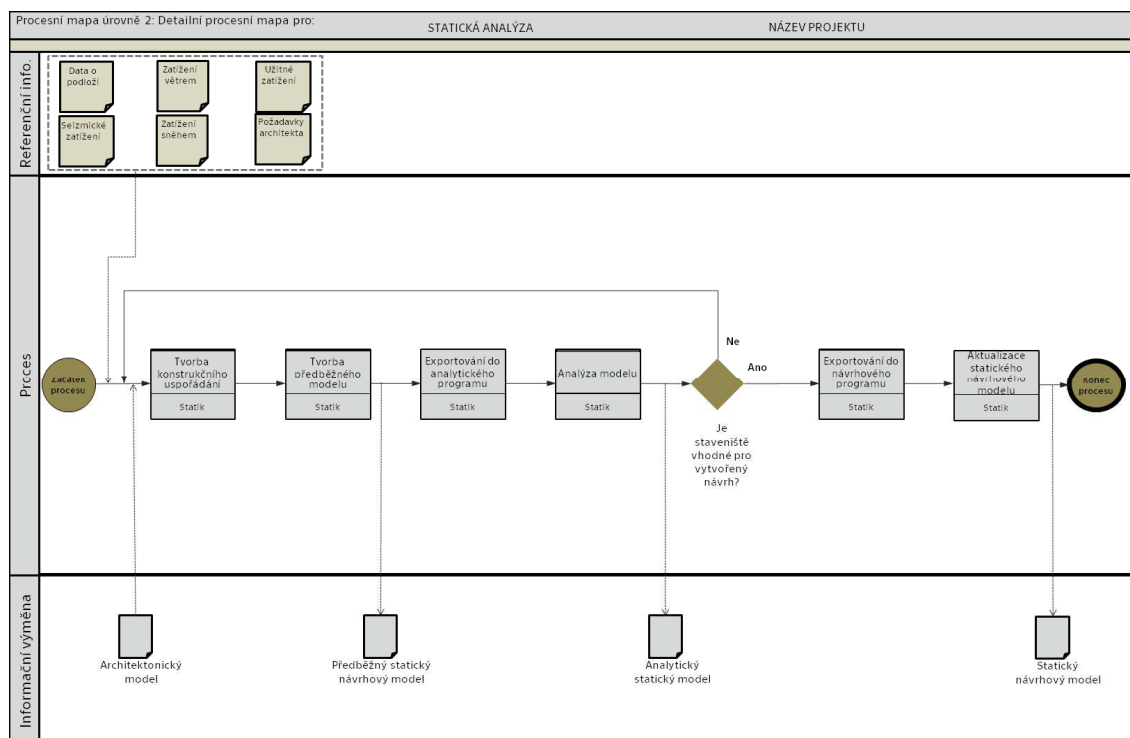 Procesní mapa úrovně 2: Detailní procesní mapa pro:
STATICKÁ ANALÝZA
NÁZEV PROJEKTU
Referenční info.
Data o
podloží
Zatížení
větrem
Užitné
zatížení
Seizmické
zatížení
Zatížení
sněhem
Požadavky
architekta
Proces
Začátek
procesu
Tvorba
konstrukčního
uspořádání
Statik
Tvorba
předběžného
modelu
Statik
Exportování do
analytického
programu
Statik
Analýza modelu
Statik
Ne
Ano
Je
staveniště
vhodné pro
vytvořený
návrh?
Exportování do
návrhového
programu
Statik
Aktualizace
statického
návrhového
modelu
Statik
Konec
procesu
Informační výměna
Architektonický
model
Předběžný statický
návrhový model
Analytický
statický model
Statický
návrhový model